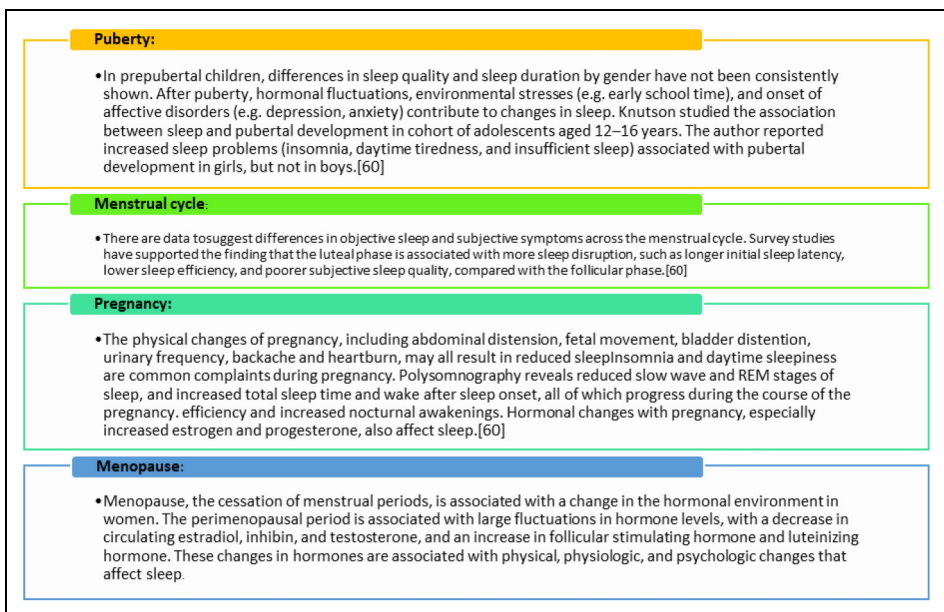 Puberty:
•In prepubertal children, differences in sleep quality and sleep duration by gender have not been consistently
shown. After puberty, hormonal fluctuations, environmental stresses (e.g. early school time), and onset of
affective disorders (e.g. depression, anxiety) contribute to changes in sleep. Knutson studied the association
between sleep and pubertal development in cohort of adolescents aged 12–16 years. The author reported
increased sleep problems (insomnia, daytime tiredness, and insufficient sleep) associated with pubertal
development in girls, but not in boys.[60]
Menstrual cycle:
•There are data tosuggest differences in objective sleep and subjective symptoms across the menstrual cycle. Survey studies
have supported the finding that the luteal phase is associated with more sleep disruption, such as longer initial sleep latency,
lower sleep efficiency, and poorer subjective sleep quality, compared with the follicular phase.[60]
Pregnancy:
•The physical changes of pregnancy, including abdominal distension, fetal movement, bladder distention,
urinary frequency, backache and heartburn, may all result in reduced sleepInsomnia and daytime sleepiness
are common complaints during pregnancy. Polysomnography reveals reduced slow wave and REM stages of
sleep, and increased total sleep time and wake after sleep onset, all of which progress during the course of the
pregnancy. efficiency and increased nocturnal awakenings. Hormonal changes with pregnancy, especially
increased estrogen and progesterone, also affect sleep.[60]
Menopause:
•Menopause, the cessation of menstrual periods, is associated with a change in the hormonal environment in
women. The perimenopausal period is associated with large fluctuations in hormone levels, with a decrease in
circulating estradiol, inhibin, and testosterone, and an increase in follicular stimulating hormone and luteinizing
hormone. These changes in hormones are associated with physical, physiologic, and psychologic changes that
affect sleep.